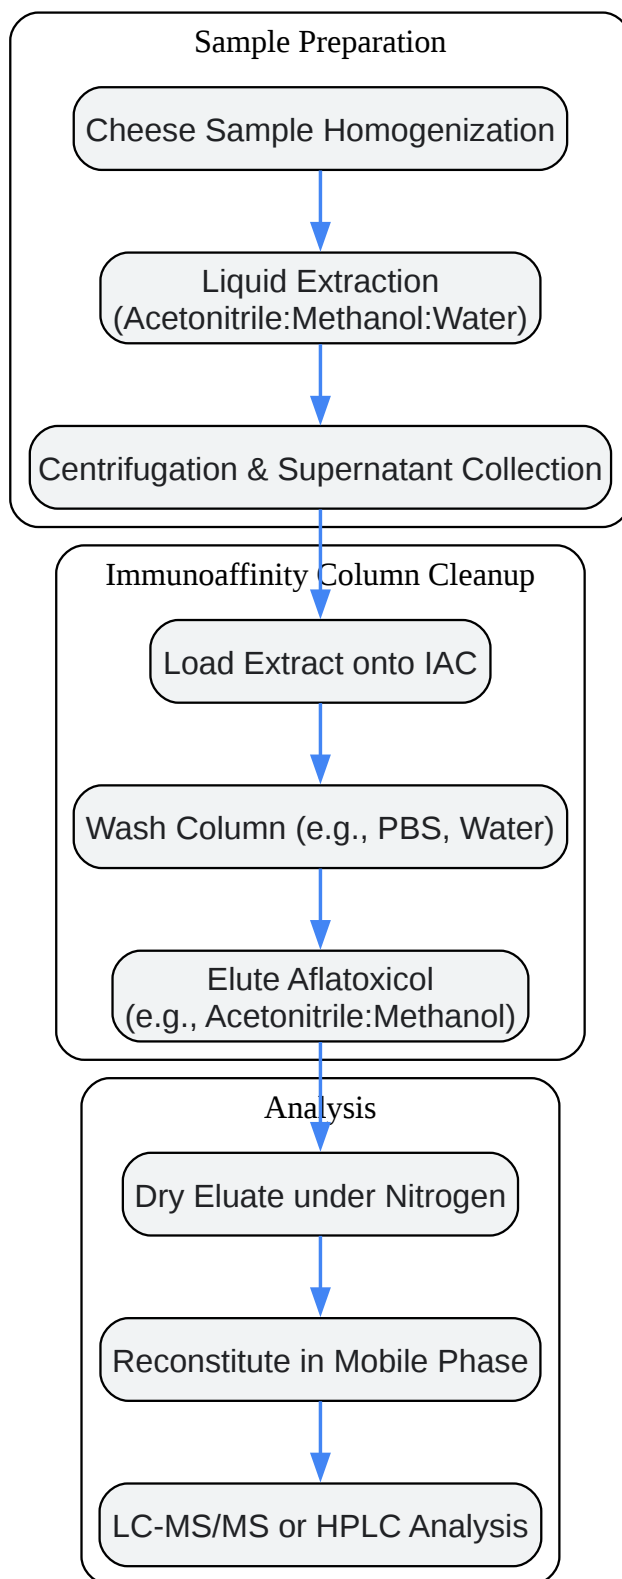 Sample Preparation
Cheese Sample Homogenization
Liquid Extraction
(Acetonitrile:Methanol:Water)
Centrifugation & Supernatant Collection
Immunoaffinity Column Cleanup
Load Extract onto IAC
Wash Column (e.g., PBS, Water)
Elute Aflatoxicol
(e.g., Acetonitrile:Methanol)
Analysis
Dry Eluate under Nitrogen
Reconstitute in Mobile Phase
LC-MS/MS or HPLC Analysis